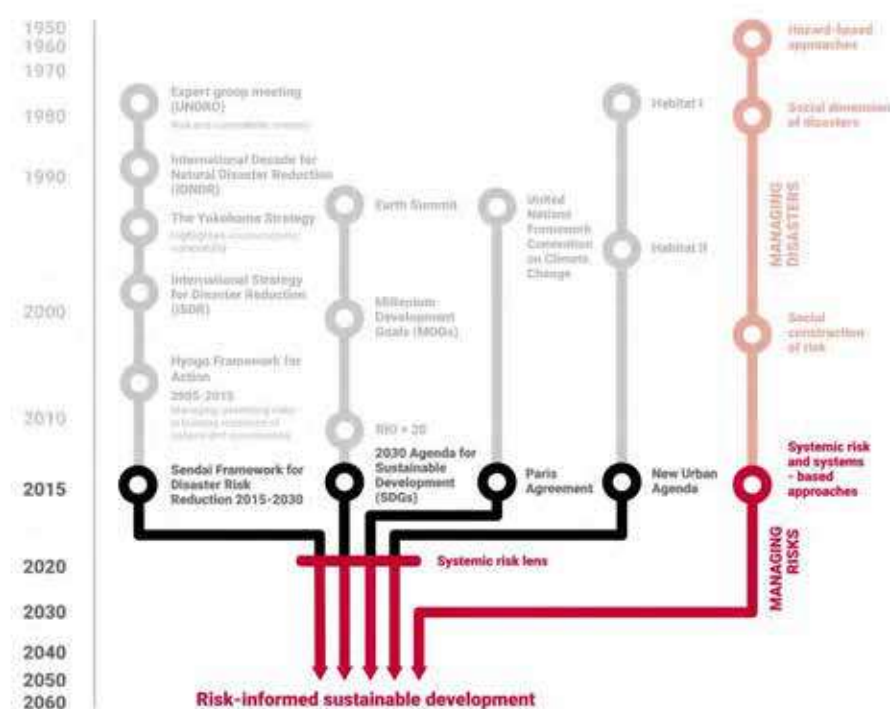 1950
1960
1970
1980
1990
2000
2010
2015
2020
2030
2040
2050
2060
Expert group meeting
(UNDRO)
International Decade for
Natural Disaster Reduction
(IDNDR)
The Yokohama Strategy
International Strategy
for Disaster Reduction
(ISDR)
Hyogo Framework for
Action
2005-2015
Sendai Framework for
Disaster Risk
Reduction 2015-2030
Earth Summit
Millenium
Development
Goals (MDGs)
RIO + 20
2030 Agenda for
Sustainable
Development
(SDGs)
United
Nations
Framework
Convention
on Climate
Change
Paris
Agreement
Habitat I
Habitat II
New Urban
Agenda
Hazard-based
approaches
Social dimension
of disasters
MANAGING
DISASTERS
Social
construction
of risk
Systemic risk
and systems
- based
approaches
MANAGING
RISKS
Systemic risk lens
Risk-informed sustainable development